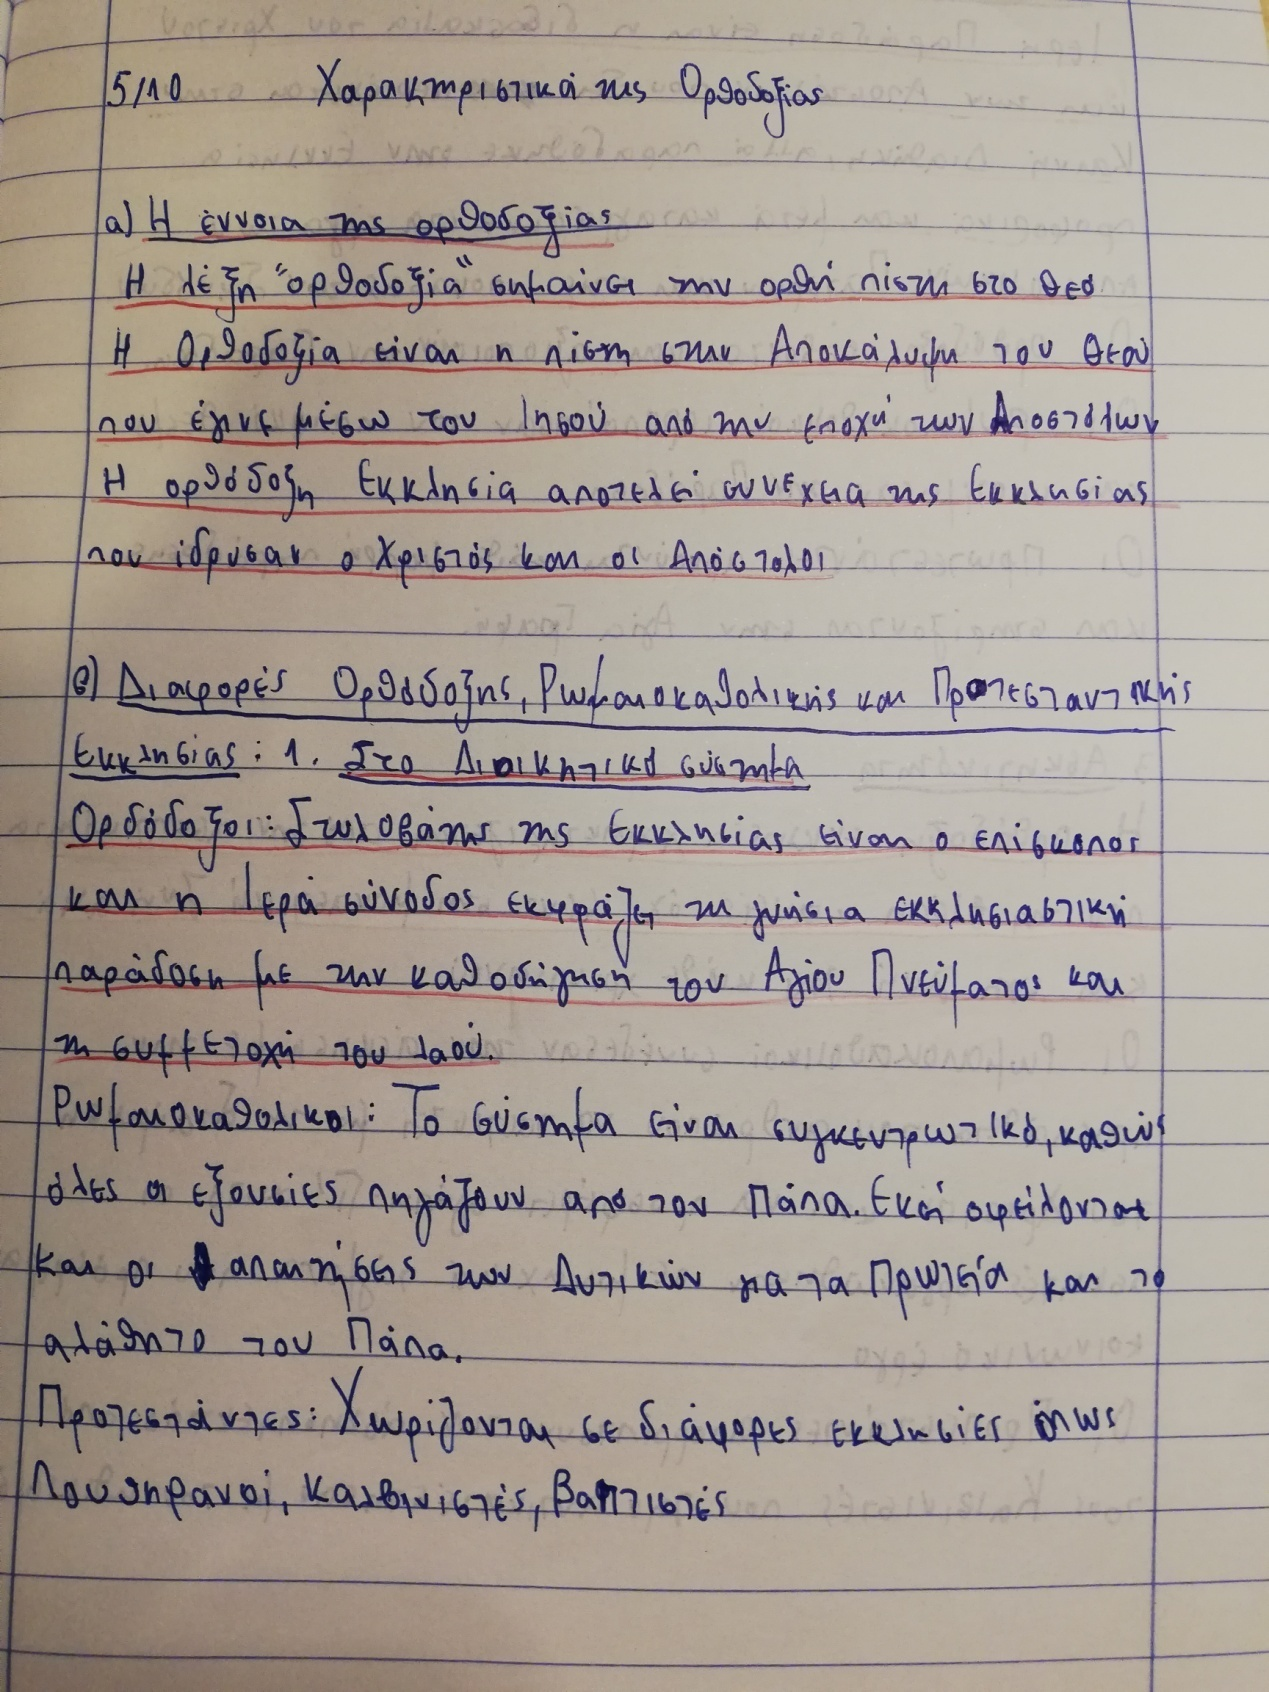 5/10 Χαρακτηριστικά της Ορθοδοξίας
α) Η έννοια της ορθοδοξίας
Η λέξη "ορθοδοξία" σημαίνει την ορθή πίστη στο Θεό
Η Ορθοδοξία είναι η πίστη στην Αποκάλυψη του Θεού
που έγινε μέσω του Ιησού από την εποχή των Αποστόλων
Η ορθόδοξη Εκκλησία αποτελεί συνέχεια της Εκκλησίας
που ίδρυσαν ο Χριστός και οι Απόστολοι
β) Διαφορές Ορθόδοξης, Ρωμαιοκαθολικής και Προτεσταντικής
Εκκλησίας: 1. Στο Διοικητικό σύστημα
Ορδόδοξοι: Στυλοβάτης της Εκκλησίας είναι ο επίσκοπος
και η Ιερά σύνοδος εκφράζει τη γνήσια εκκλησιαστική
παράδοση με την καθοδήγηση του Αγίου Πνεύματος και
τη συμμετοχή του λαού.
Ρωμαιοκαθολικοι: Το σύστημα είναι συγκεντρωτικό, καθώς
όλες οι εξουσίες πηγάζουν από τον Πάπα. Εκεί οφείλονται
και οι απαιτήσεις των Δυτικών για τα Πρωτεία και το
αλάθητο του Πάπα.
Προτεστάντες: Χωρίζονται σε διάφορες εκκλησίες όπως
Λουθηρανοί, Καλβινιστές, βαπτιστές